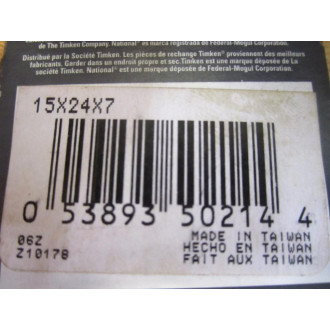 de The Timken Company. National® es marca registrada de Federal-Mogul Corporation.
Distribué par la Société Timken. Les pièces de rechange Timken® proviennent des meilleurs
fabricants. Garder dans un endroit propre et sec. Timken est une marque déposée de La
société Timken. National® est une marque déposée de Federal-Mogul Corporation.
15X24X7
0 53893 50214 4
06Z
Z10178
MADE IN TAIWAN
HECHO EN TAIWAN
FAIT AUX TAIWAN